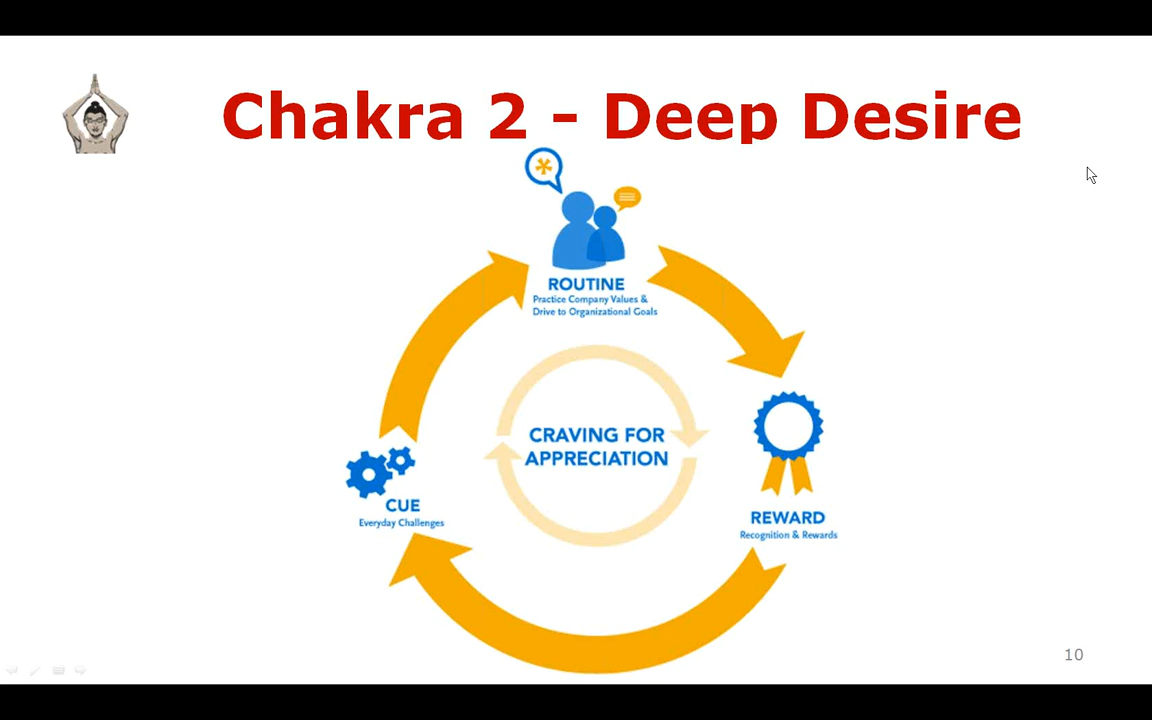 Chakra 2 - Deep Desire
ROUTINE
Practice Company Values &
Drive to Organizational Goals
CRAVING FOR
APPRECIATION
CUE
Everyday Challenges
REWARD
Recognition & Rewards
10